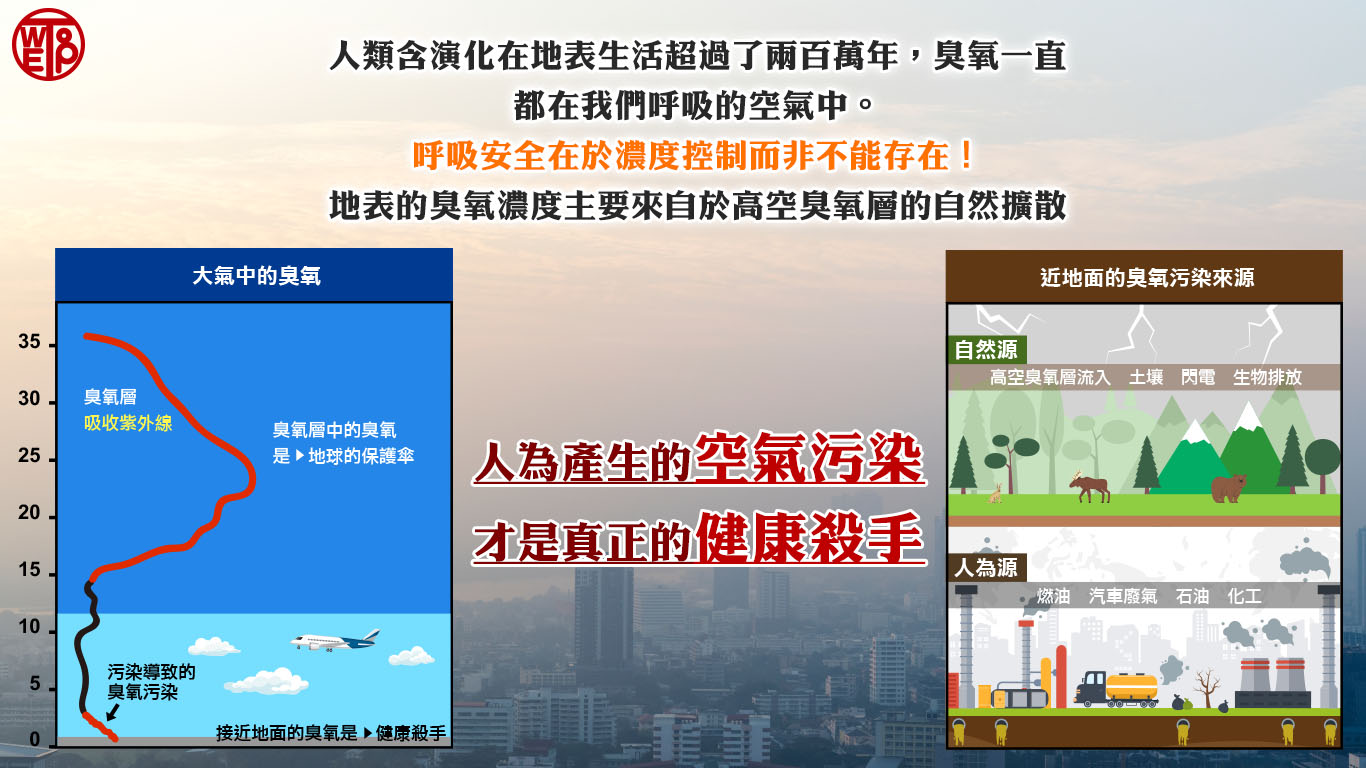 WT&P
EE
人類含演化在地表生活超過了兩百萬年，臭氧一直
都在我們呼吸的空氣中。
呼吸安全在於濃度控制而非不能存在！
地表的臭氧濃度主要來自於高空臭氧層的自然擴散
大氣中的臭氧
35
30
25
20
15
10
5
0
臭氧層
吸收紫外線
臭氧層中的臭氧
是▶地球的保護傘
污染導致的
臭氧污染
接近地面的臭氧是▶健康殺手
人為產生的空氣污染
才是真正的健康殺手
近地面的臭氧污染來源
自然源
高空臭氧層流入 土壤 閃電 生物排放
人為源
燃油 汽車廢氣 石油 化工